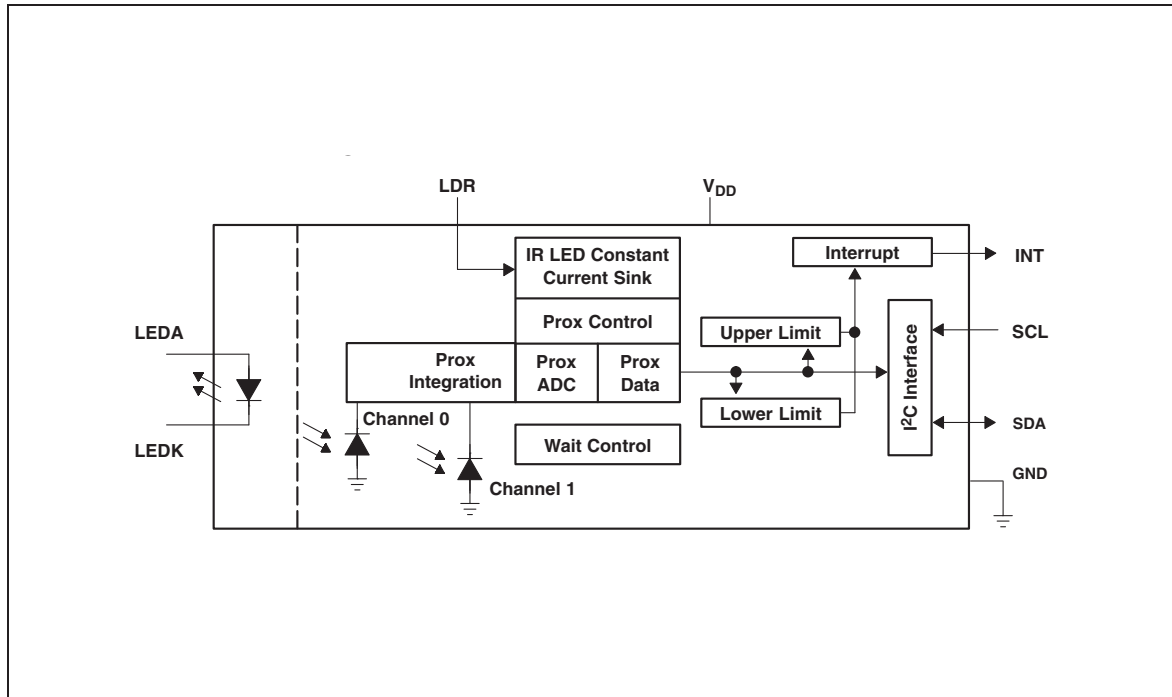 LDR
V_DD
IR LED Constant
Current Sink
Interrupt
INT
LEDA
Prox Control
Upper Limit
SCL
Prox
Integration
Prox
ADC
Prox
Data
I²C Interface
Channel 0
Lower Limit
SDA
LEDK
Wait Control
GND
Channel 1